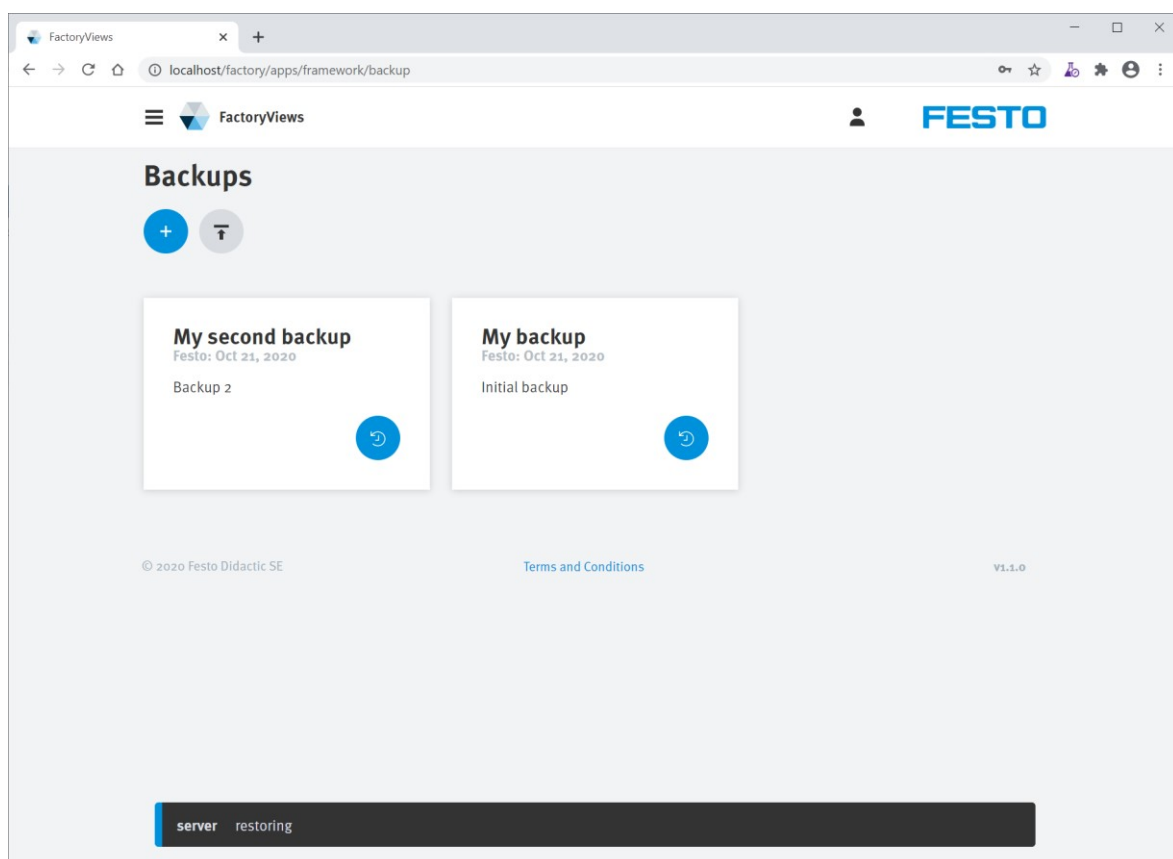 FactoryViews
localhost/factory/apps/framework/backup
FactoryViews
FESTO
Backups
My second backup
Festo: Oct 21, 2020
Backup 2
My backup
Festo: Oct 21, 2020
Initial backup
© 2020 Festo Didactic SE
Terms and Conditions
v1.1.0
server restoring